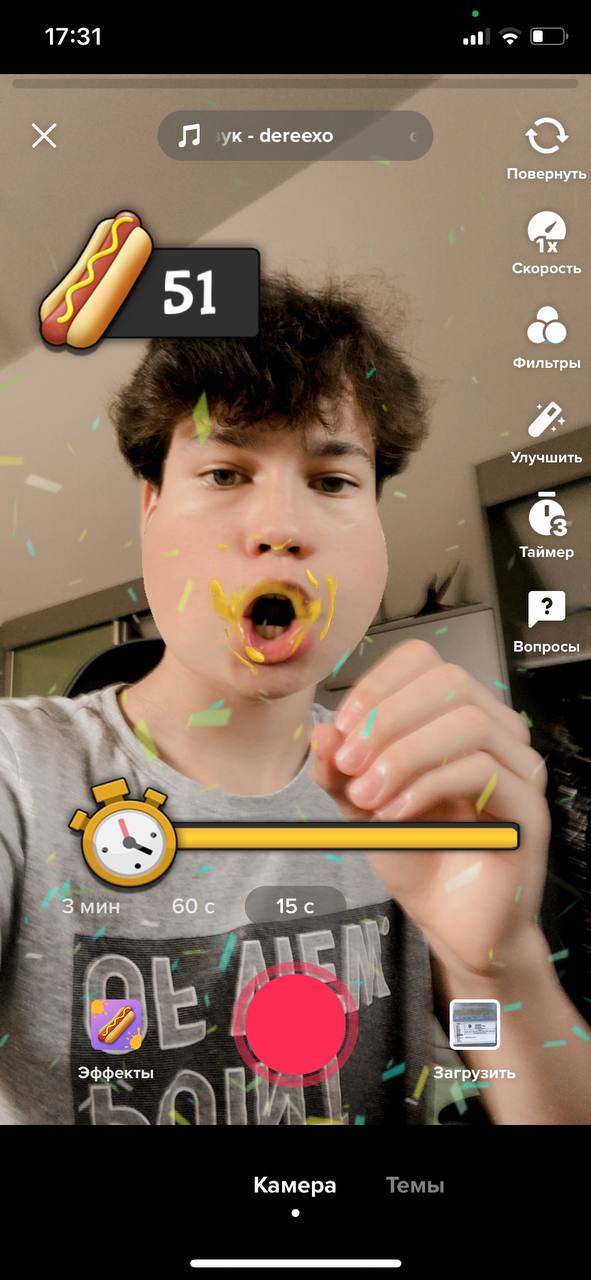 17:31
ук - dereexo
Повернуть
51
1x
Скорость
Фильтры
Улучшить
3
Таймер
?
Вопросы
3 мин 60 с 15 с
Эффекты Загрузить
Камера Темы